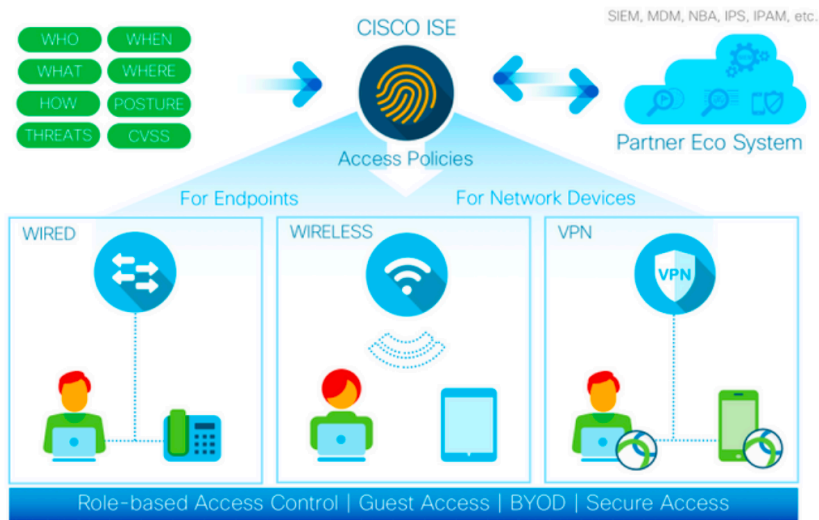 SIEM, MDM, NBA, IPS, IPAM, etc.
CISCO ISE
WHO WHEN
WHAT WHERE
HOW POSTURE
THREATS CVSS
Partner Eco System
Access Policies
For Endpoints For Network Devices
WIRED WIRELESS VPN
VPN
Role-based Access Control | Guest Access | BYOD | Secure Access